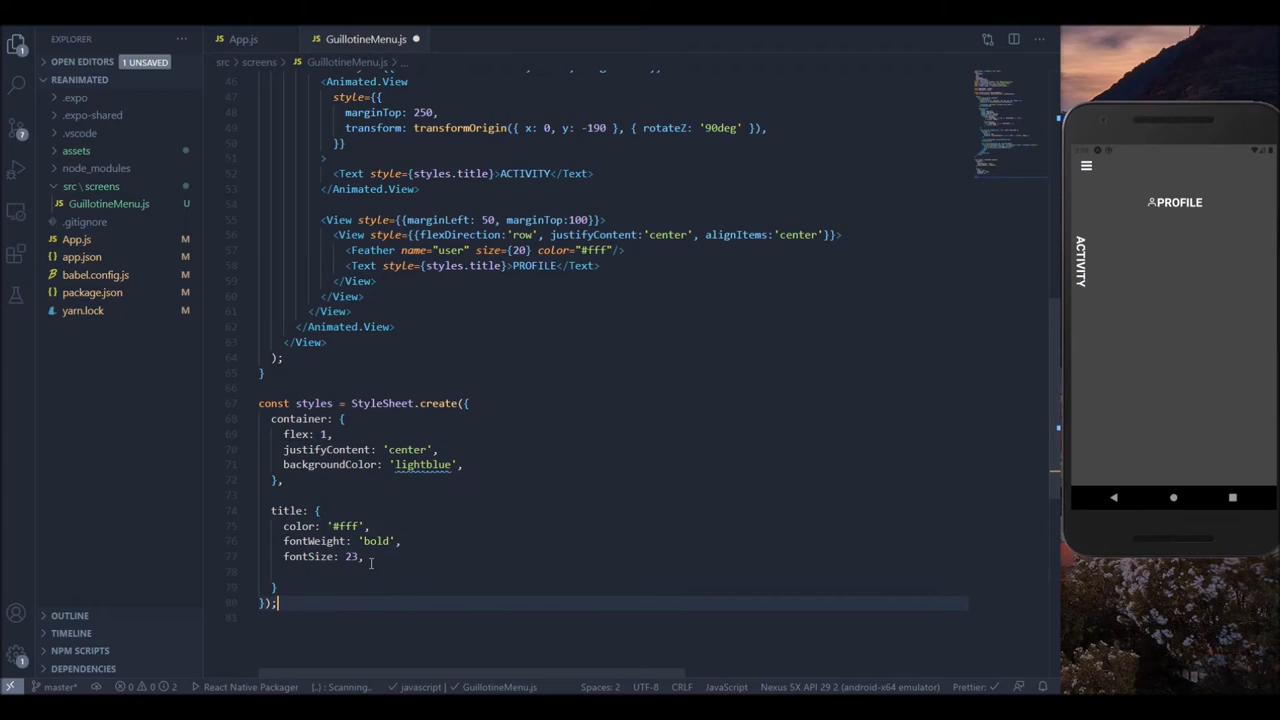 EXPLORER
App.js
GuillotineMenu.js
OPEN EDITORS
1 UNSAVED
src > screens > GuillotineMenu.js > ...
REANIMATED
.expo
.expo-shared
.vscode
assets
node_modules
src \ screens
GuillotineMenu.js
U
.gitignore
App.js
M
app.json
M
babel.config.js
M
package.json
M
yarn.lock
M
OUTLINE
TIMELINE
NPM SCRIPTS
DEPENDENCIES
1
7
1
46 <Animated.View
47 style={{
48 marginTop: 250,
49 transform: transformOrigin({ x: 0, y: -190 }, { rotateZ: '90deg' }),
50 }}
51 >
52 <Text style={styles.title}>ACTIVITY</Text>
53 </Animated.View>
54
55 <View style={{marginLeft: 50, marginTop:100}}>
56 <View style={{flexDirection:'row', justifyContent:'center', alignItems:'center'}}>
57 <Feather name="user" size={20} color="#fff"/>
58 <Text style={styles.title}>PROFILE</Text>
59 </View>
60 </View>
61 </View>
62 </Animated.View>
63 </View>
64 );
65 }
66
67 const styles = StyleSheet.create({
68 container: {
69 flex: 1,
70 justifyContent: 'center',
71 backgroundColor: 'lightblue',
72 },
73
74 title: {
75 color: '#fff',
76 fontWeight: 'bold',
77 fontSize: 23,
78
79 }
80 });
81
PROFILE
ACTIVITY
master*
0 0 2
React Native Packager
{..} : Scanning..
javascript
GuillotineMenu.js
Spaces: 2
UTF-8
CRLF
JavaScript
Nexus 5X API 29 2 (android-x64 emulator)
Prettier: ✓